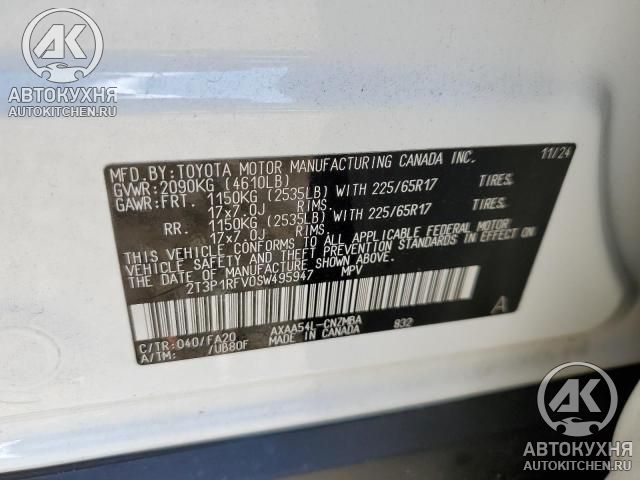 АВТОКУХНЯ
AUTOKITCHEN.RU
MFD.BY:TOYOTA MOTOR MANUFACTURING CANADA INC. 11/24
GVWR:2090KG (4610LB)
GAWR:FRT. 1150KG (2535LB) WITH 225/65R17 TIRES.
17x7.0J RIMS.
RR. 1150KG (2535LB) WITH 225/65R17 TIRES.
17x7.0J RIMS.
THIS VEHICLE CONFORMS TO ALL APPLICABLE FEDERAL MOTOR
VEHICLE SAFETY AND THEFT PREVENTION STANDARDS IN EFFECT ON
THE DATE OF MANUFACTURE SHOWN ABOVE.
2T3P1RFV0SW495947 MPV
C/TR:040/FA20 AXAA54L-CNZMBA 832 A
A/TM: /UB80F MADE IN CANADA
АК
АВТОКУХНЯ
AUTOKITCHEN.RU